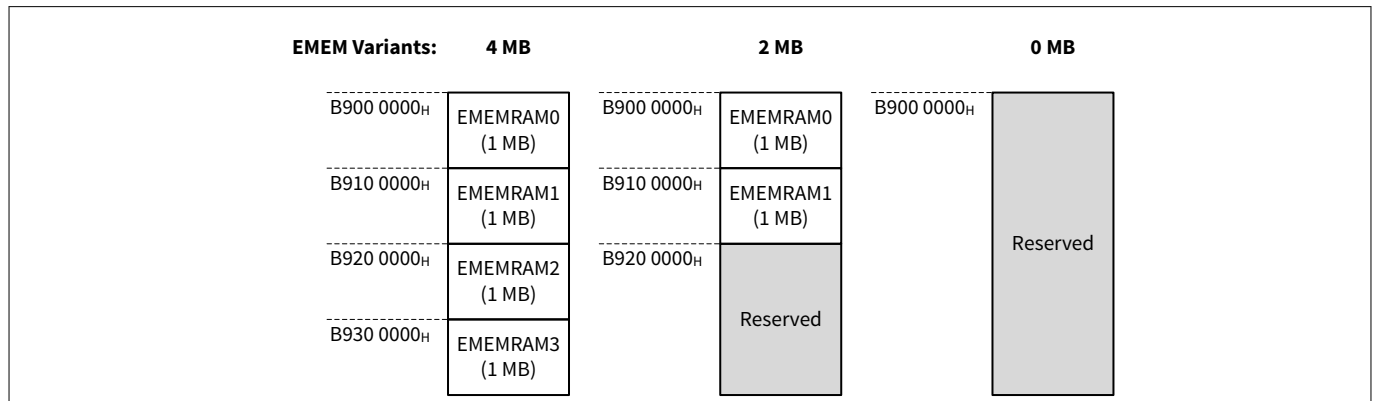 EMEM Variants: 4 MB 2 MB 0 MB
B900 0000H EMEMRAM0 (1 MB) B900 0000H EMEMRAM0 (1 MB) B900 0000H
B910 0000H EMEMRAM1 (1 MB) B910 0000H EMEMRAM1 (1 MB)
Reserved
B920 0000H EMEMRAM2 (1 MB) B920 0000H
Reserved
B930 0000H EMEMRAM3 (1 MB)